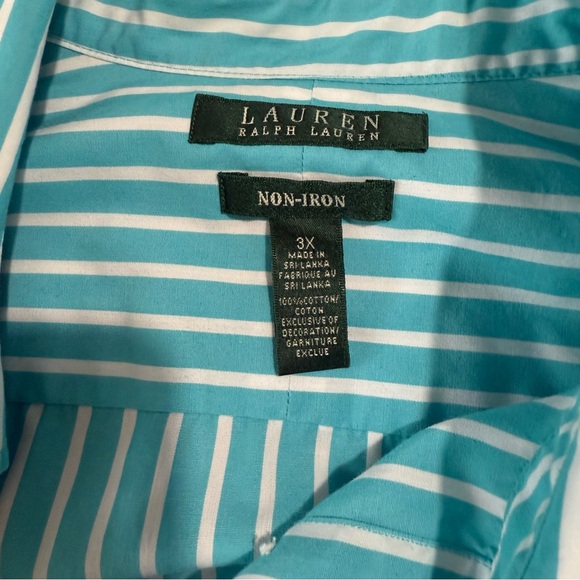 LAUREN
RALPH LAUREN
NON-IRON
3X
MADE IN
SRI LANKA
FABRIQUE AU
SRI LANKA
100%COTTON/
COTON
EXCLUSIVE OF
DECORATION/
GARNITURE
EXCLUE